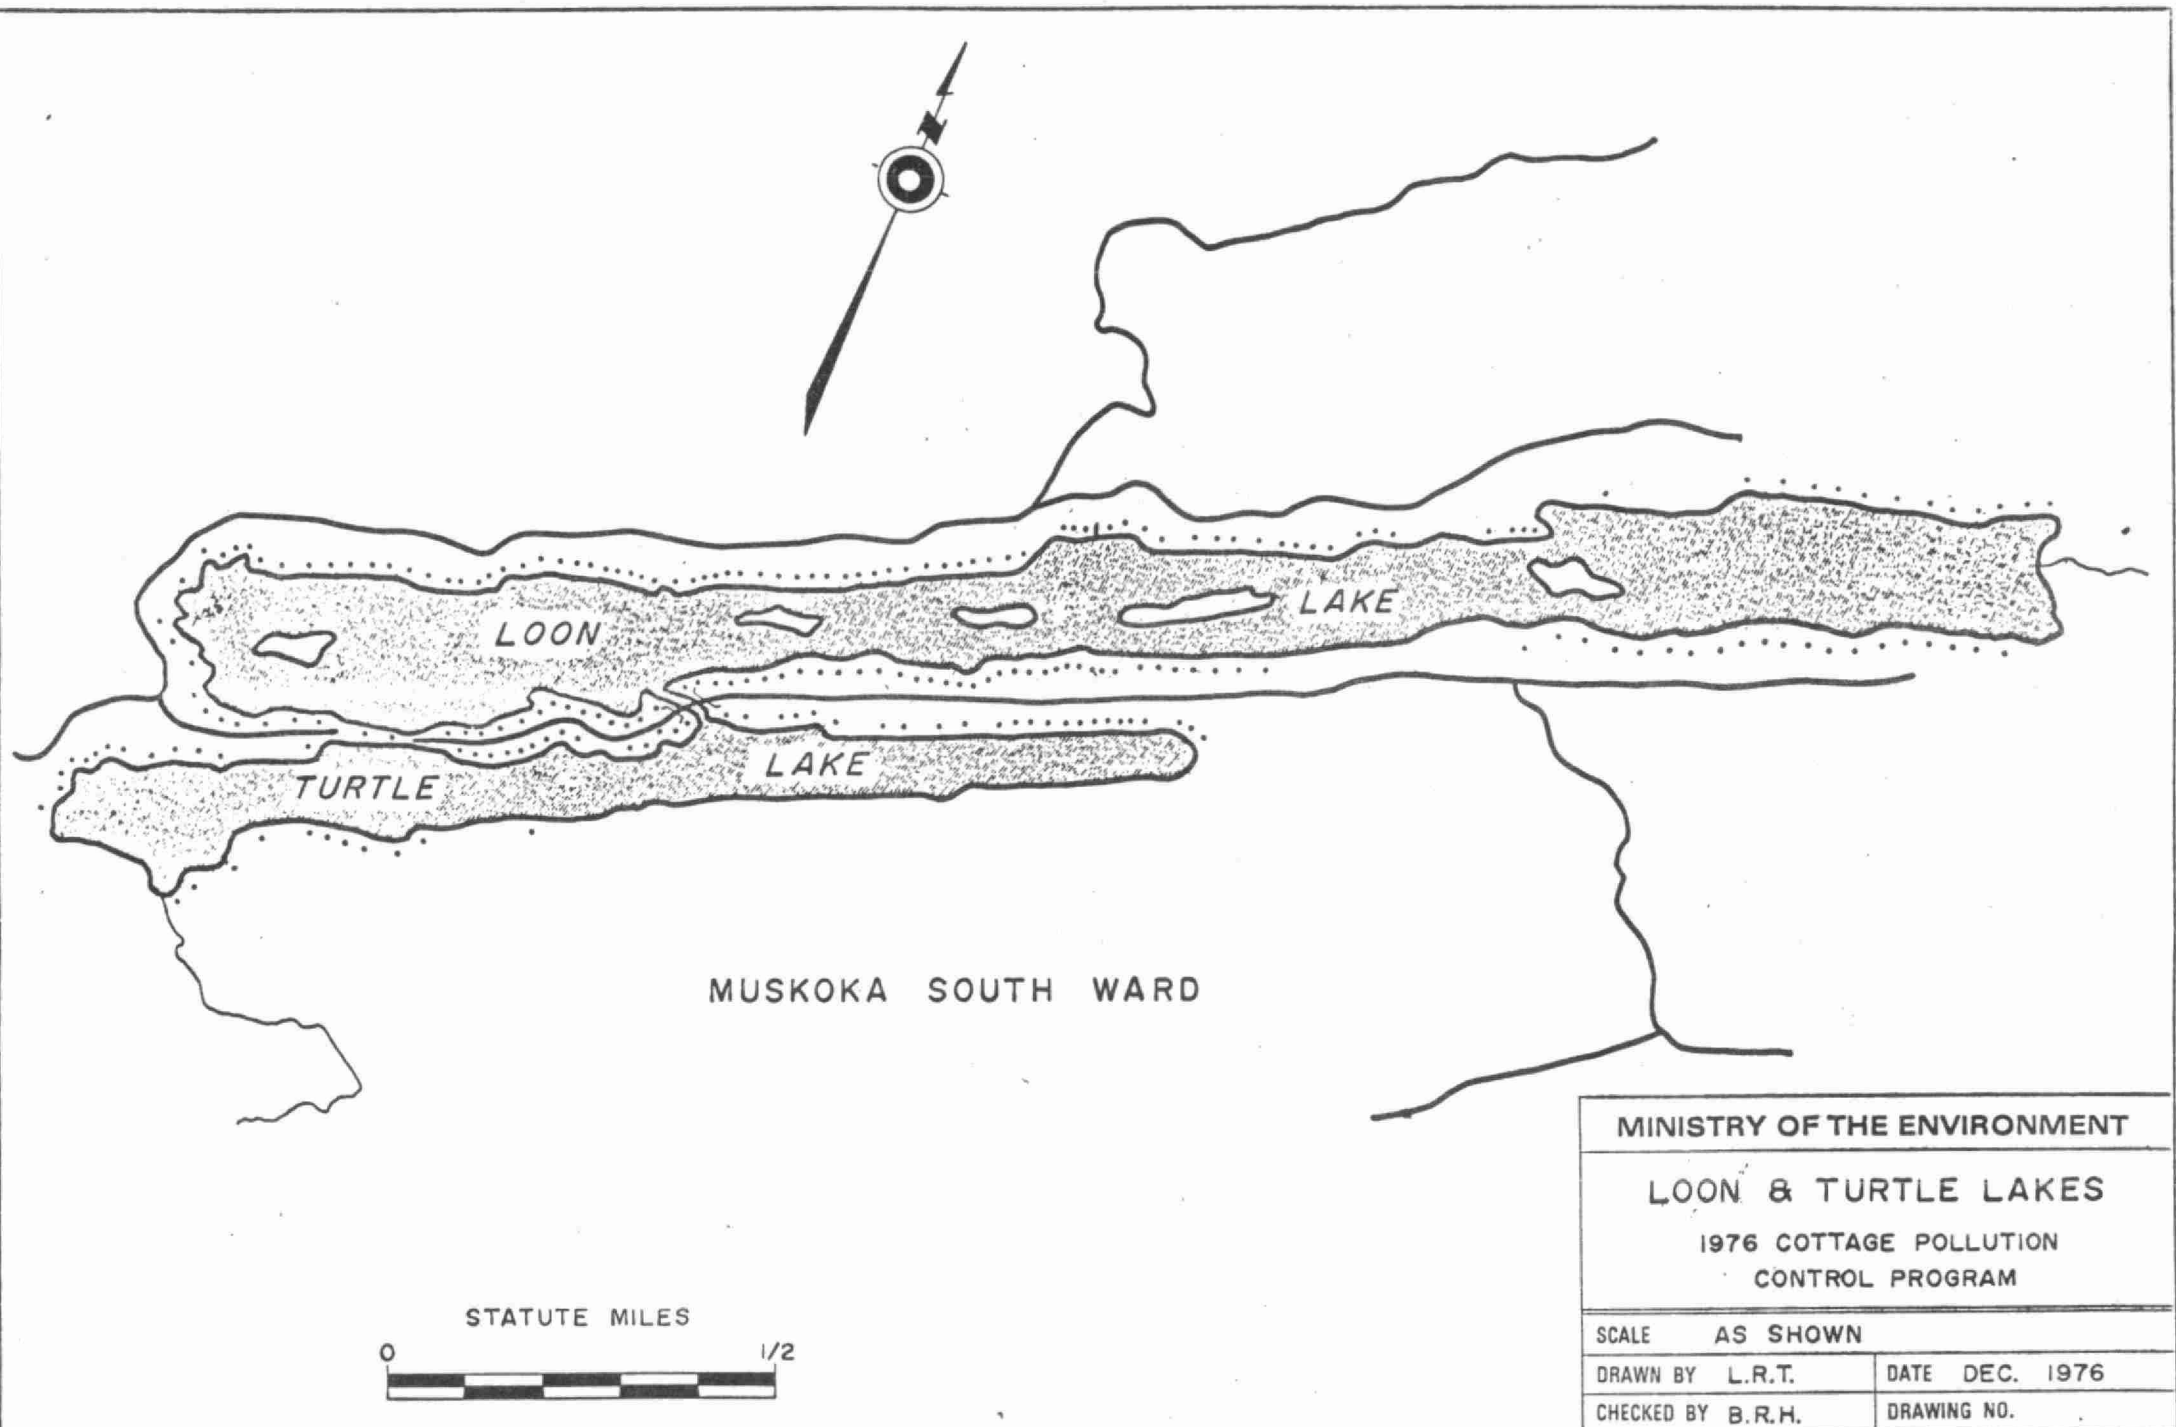 N
LOON
LAKE
TURTLE
LAKE
MUSKOKA SOUTH WARD
STATUTE MILES
0 1/2
MINISTRY OF THE ENVIRONMENT
LOON & TURTLE LAKES
1976 COTTAGE POLLUTION
CONTROL PROGRAM
SCALE AS SHOWN
DRAWN BY L.R.T. DATE DEC. 1976
CHECKED BY B.R.H. DRAWING NO.